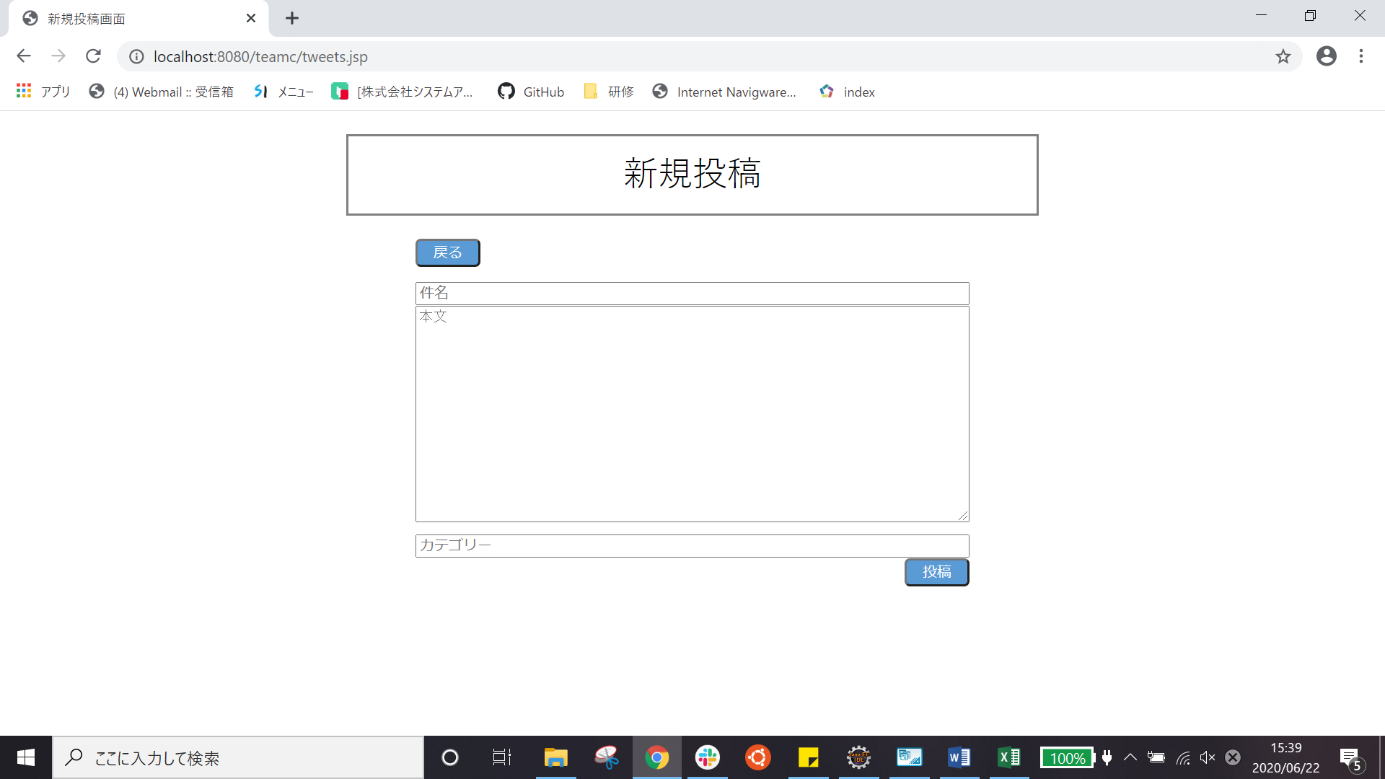 新規投稿画面
localhost:8080/teamc/tweets.jsp
アプリ (4) Webmail :: 受信箱 メニュー [株式会社システムア... GitHub 研修 Internet Navigware... index
新規投稿
戻る
件名
本文
カテゴリー
投稿
ここに入力して検索
100%
15:39
2020/06/22
5